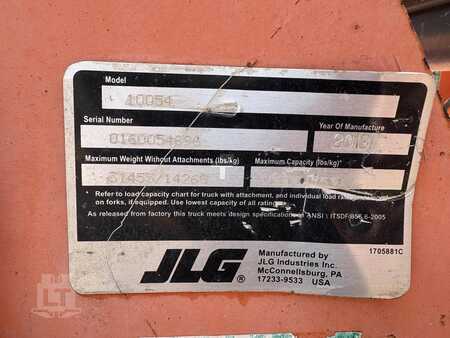 Model
10054
Serial Number
Year Of Manufacture
Maximum Weight Without Attachments (lbs/kg)
Maximum Capacity (lbs/kg)*
* Refer to load capacity chart for truck with attachment, and individual load rating
on forks, if equipped. Use lowest capacity of all rating
As released from factory this truck meets design specifications of ANSI \ ITSDF/B56.6-2005
JLG®
Manufactured by
JLG Industries Inc.
McConnellsburg, PA
17233-9533 USA
1705881C